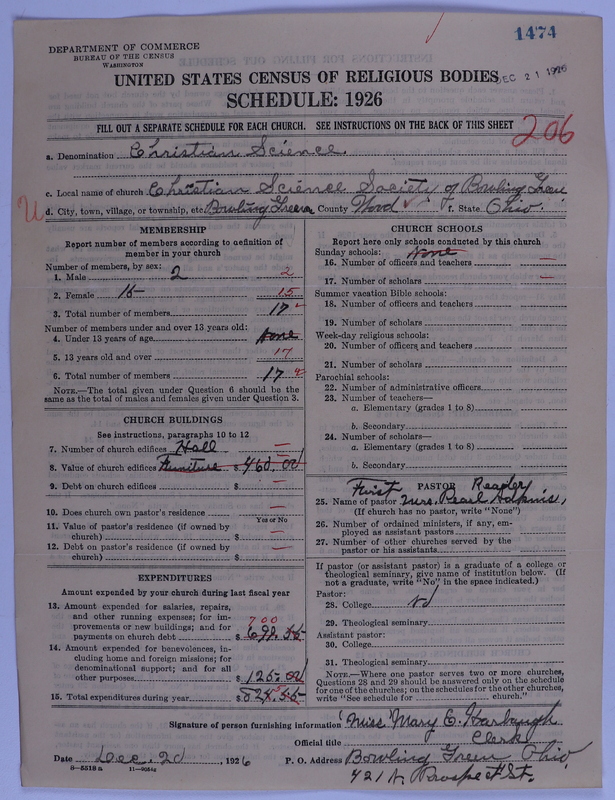 1474
DEPARTMENT OF COMMERCE
BUREAU OF THE CENSUS
WASHINGTON
UNITED STATES CENSUS OF RELIGIOUS BODIES
DEC 21 1926
SCHEDULE: 1926
FILL OUT A SEPARATE SCHEDULE FOR EACH CHURCH. SEE INSTRUCTIONS ON THE BACK OF THIS SHEET
206
a. Denomination Christian Science
c. Local name of church Christian Science Society of Bowling Green
d. City, town, village, or township, etc. Bowling Green County Wood f. State Ohio.
MEMBERSHIP
Report number of members according to definition of
member in your church
Number of members, by sex:
1. Male 2 2
2. Female 15 15
3. Total number of members 17
Number of members under and over 13 years old:
4. Under 13 years of age None
5. 13 years old and over 17
6. Total number of members 17
NOTE.—The total given under Question 6 should be
the same as the total of males and females given under Question 3.
CHURCH BUILDINGS
See instructions, paragraphs 10 to 12
7. Number of church edifices Hall —
8. Value of church edifices Furniture $ 460.00
9. Debt on church edifices $ —
10. Does church own pastor's residence —
Yes or No
11. Value of pastor's residence (if owned by
church) $ —
12. Debt on pastor's residence (if owned by
church) $ —
EXPENDITURES
Amount expended by your church during last fiscal year
13. Amount expended for salaries, repairs,
and other running expenses; for im-
provements or new buildings; and for
payments on church debt $ 700
14. Amount expended for benevolences, in-
cluding home and foreign missions; for
denominational support; and for all
other purposes $ 125.00
15. Total expenditures during year $
CHURCH SCHOOLS
Report here only schools conducted by this church
Sunday schools: None
16. Number of officers and teachers —
17. Number of scholars —
Summer vacation Bible schools:
18. Number of officers and teachers
19. Number of scholars
Week-day religious schools:
20. Number of officers and teachers
21. Number of scholars
Parochial schools:
22. Number of administrative officers
23. Number of teachers—
a. Elementary (grades 1 to 8)
b. Secondary
24. Number of scholars—
a. Elementary (grades 1 to 8)
b. Secondary
First PASTOR Reader
25. Name of pastor Mrs. Pearl
(If church has no pastor, write "None")
26. Number of ordained ministers, if any, em-
ployed as assistant pastors
27. Number of other churches served by the
pastor or his assistants
If pastor (or assistant pastor) is a graduate of a college or
theological seminary, give name of institution below. (If
not a graduate, write "No" in the space indicated.)
Pastor:
28. College No
29. Theological seminary
Assistant pastor:
30. College
31. Theological seminary
NOTE.—Where one pastor serves two or more churches,
Questions 28 and 29 should be answered only on the schedule
for one of the churches; on the schedules for the other churches,
write "See schedule for church."
Signature of person furnishing information Miss Mary E. Harbaugh
Official title Clerk
Date Dec. 20, 1926 P. O. Address Bowling Green Ohio,
421 N. Prospect St.